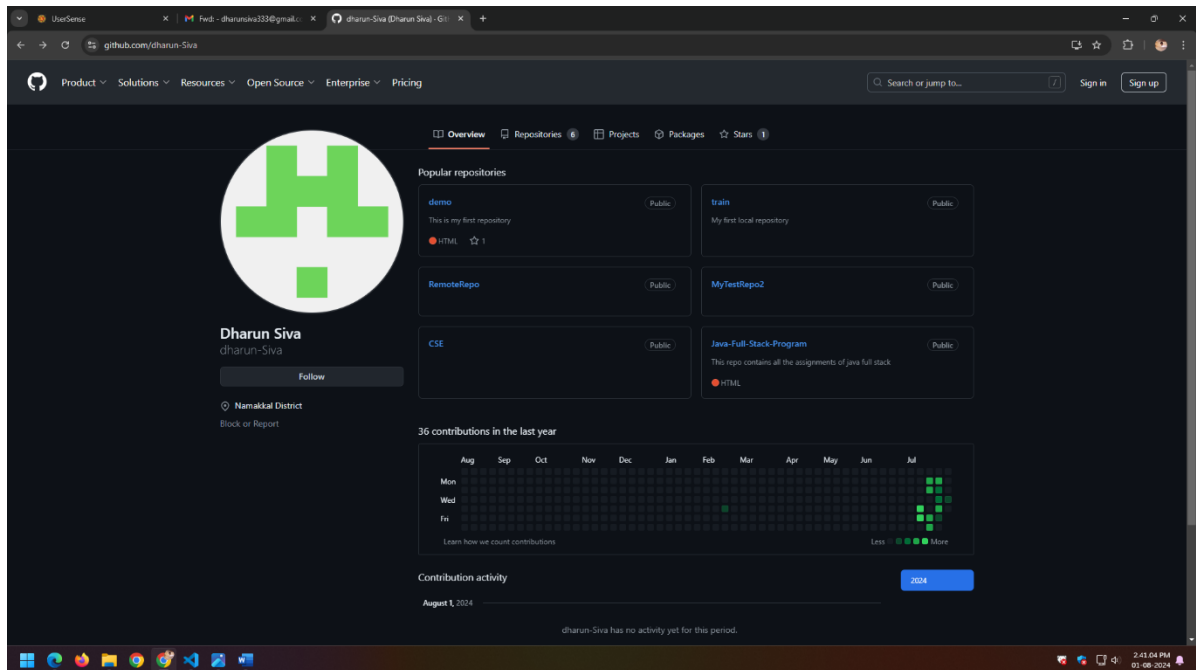 UserSense
Fwd: - dharunsiva333@gmail.co
dharun-Siva (Dharun Siva) · Gith
github.com/dharun-Siva
Product Solutions Resources Open Source Enterprise Pricing
Search or jump to... / Sign in Sign up
Overview Repositories 6 Projects Packages Stars 1
Popular repositories
demo Public
This is my first repository
HTML 1
train Public
My first local repository
RemoteRepo Public
MyTestRepo2 Public
CSE Public
Java-Full-Stack-Program Public
This repo contains all the assignments of java full stack
HTML
Dharun Siva
dharun-Siva
Follow
Namakkal District
Block or Report
36 contributions in the last year
Aug Sep Oct Nov Dec Jan Feb Mar Apr May Jun Jul
Mon
Wed
Fri
Learn how we count contributions
Less More
Contribution activity
2024
August 1, 2024
dharun-Siva has no activity yet for this period.
2:41:04 PM
01-08-2024